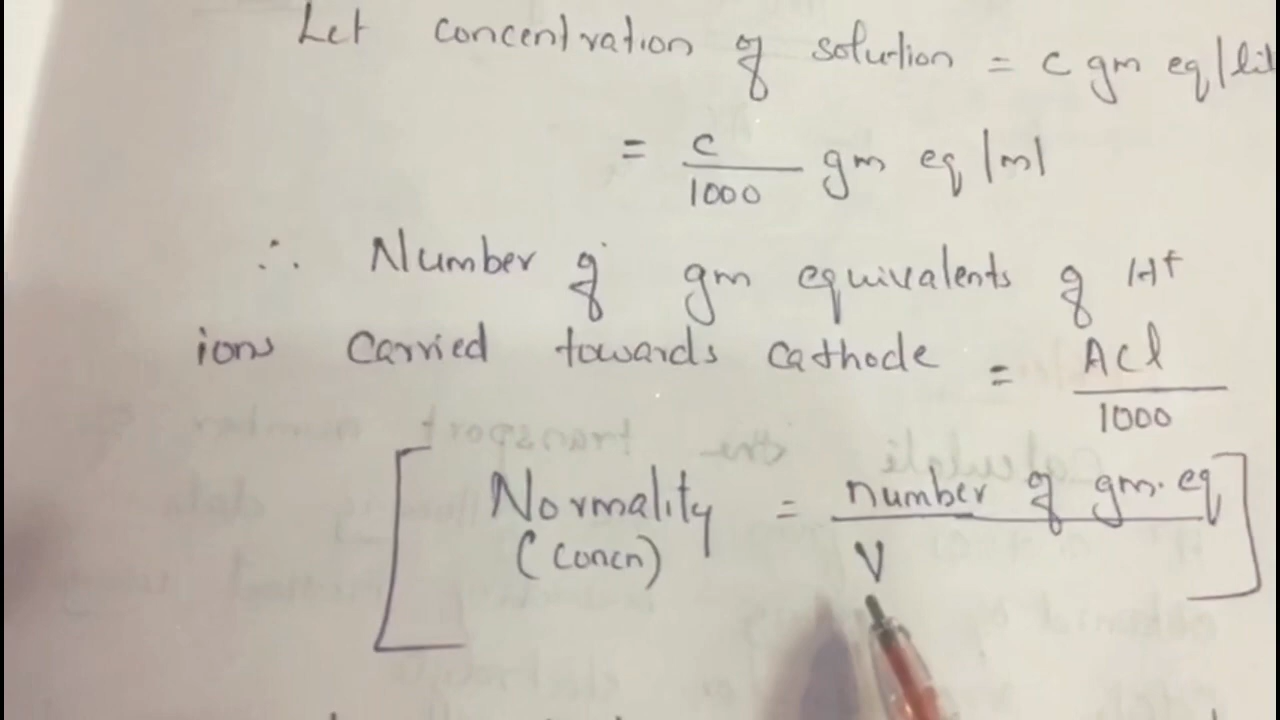 Let concentration of solution = c gm eq/lit
= c/1000 gm eq/ml
∴ Number of gm equivalents of H+
ions carried towards cathode = ACl/1000
[Normality (concn) = number of gm. eq/V]